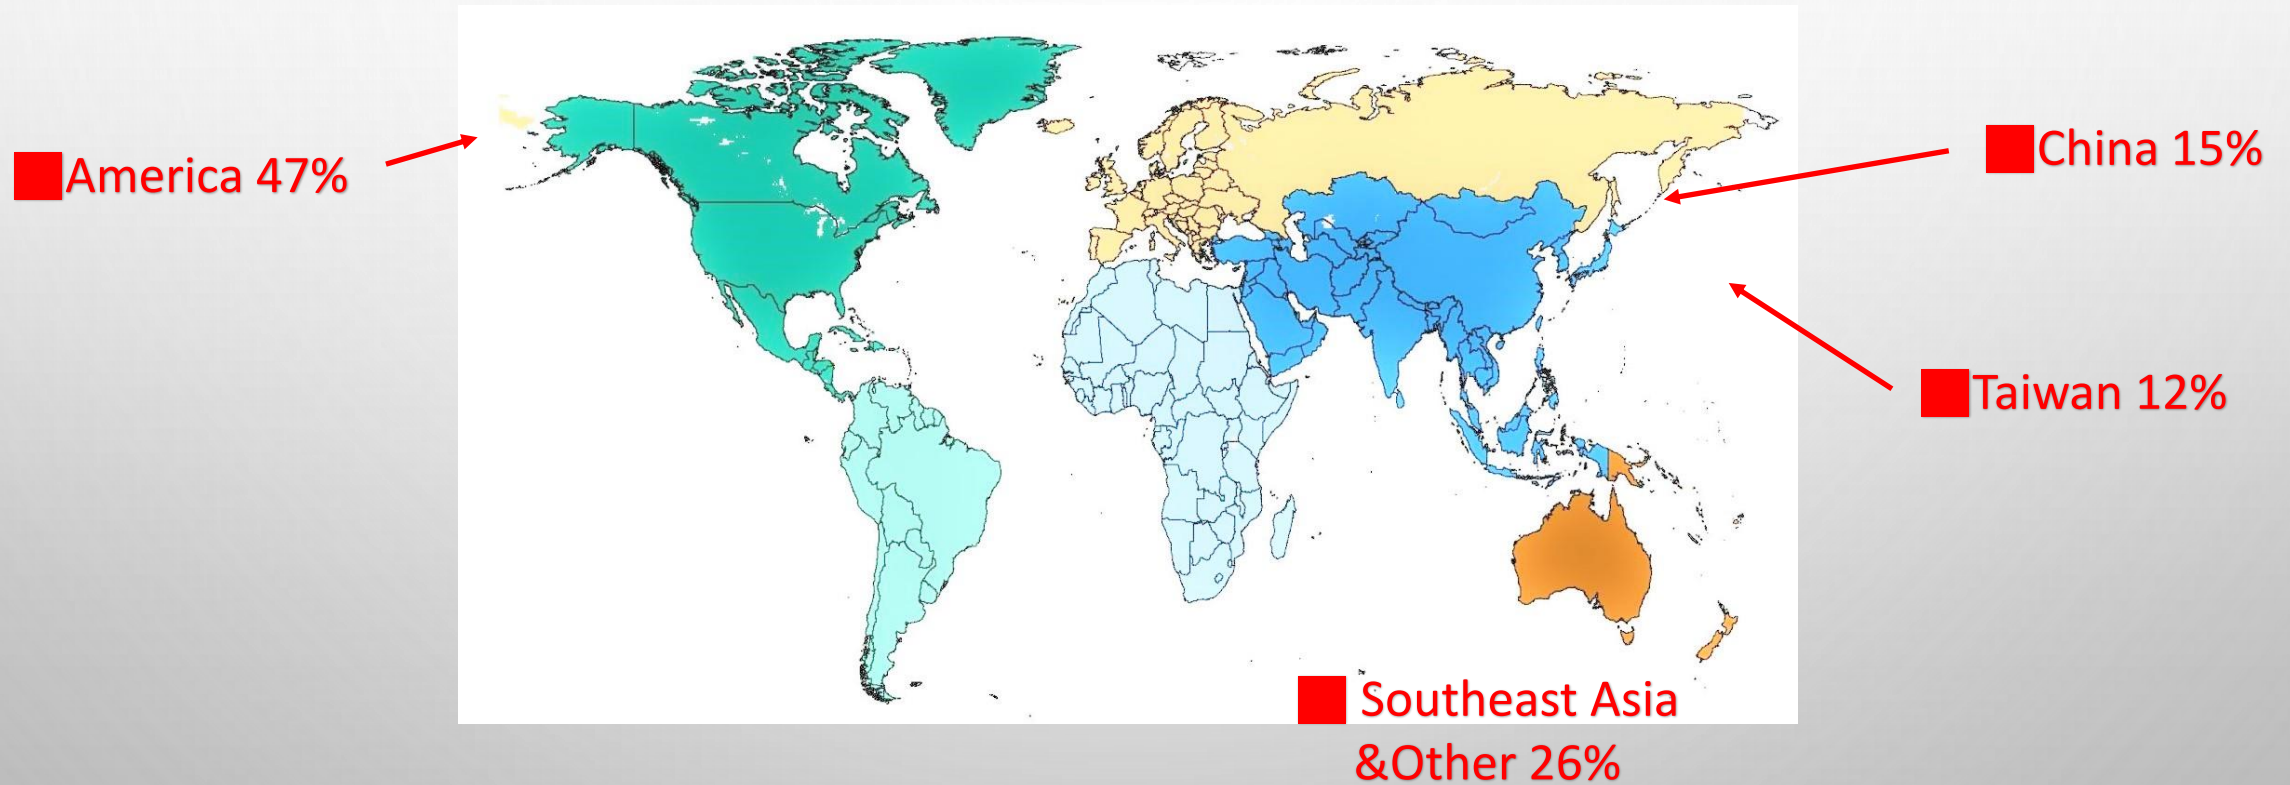 America 47%
China 15%
Taiwan 12%
Southeast Asia
&Other 26%